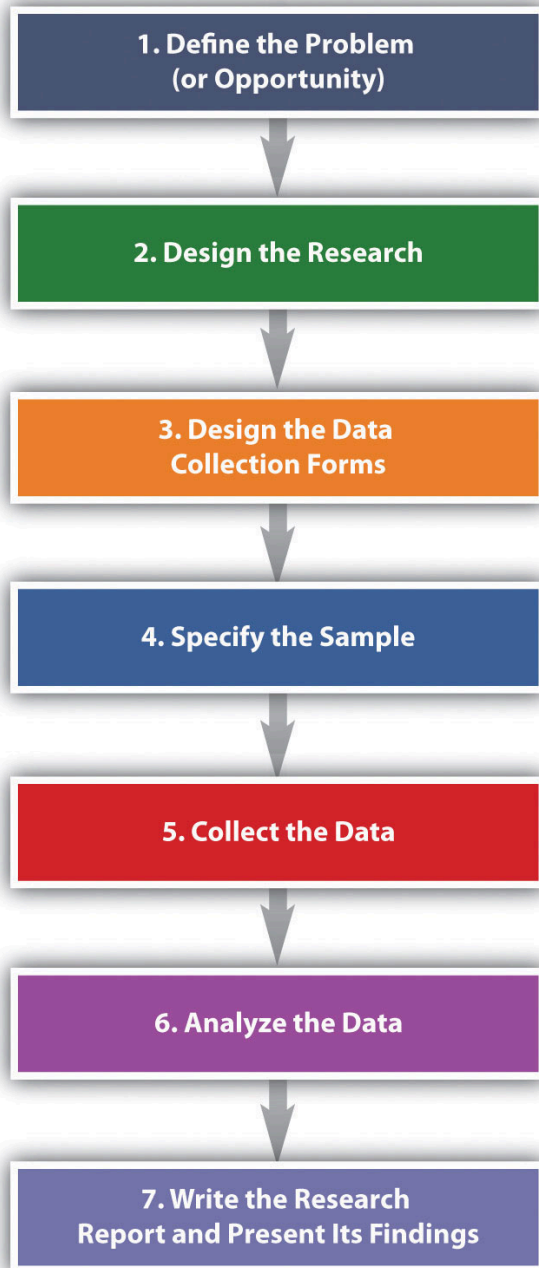 1. Define the Problem
(or Opportunity)
2. Design the Research
3. Design the Data
Collection Forms
4. Specify the Sample
5. Collect the Data
6. Analyze the Data
7. Write the Research
Report and Present Its Findings